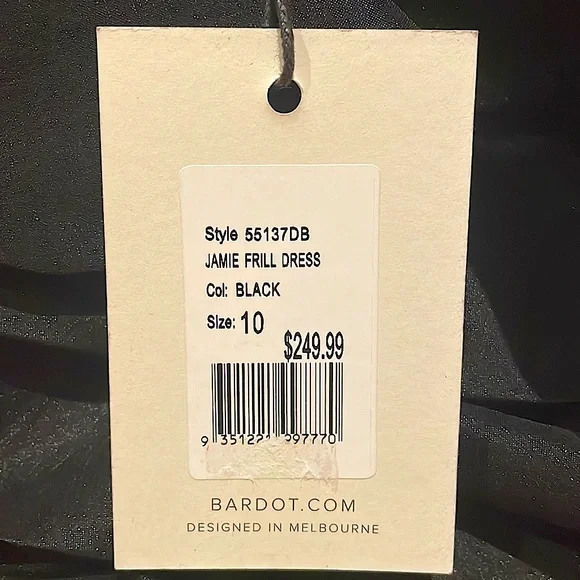 Style 55137DB
JAMIE FRILL DRESS
Col: BLACK
Size: 10
$249.99
BARDOT.COM
DESIGNED IN MELBOURNE